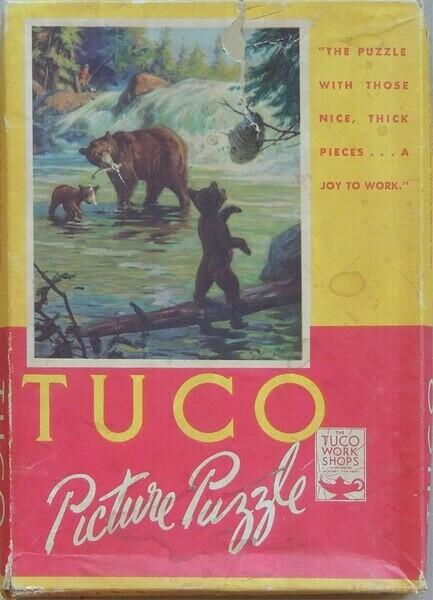 "THE PUZZLE
WITH THOSE
NICE, THICK
PIECES . . . A
JOY TO WORK."
TUCO
Picture Puzzle
THE
TUCO
WORK
SHOPS